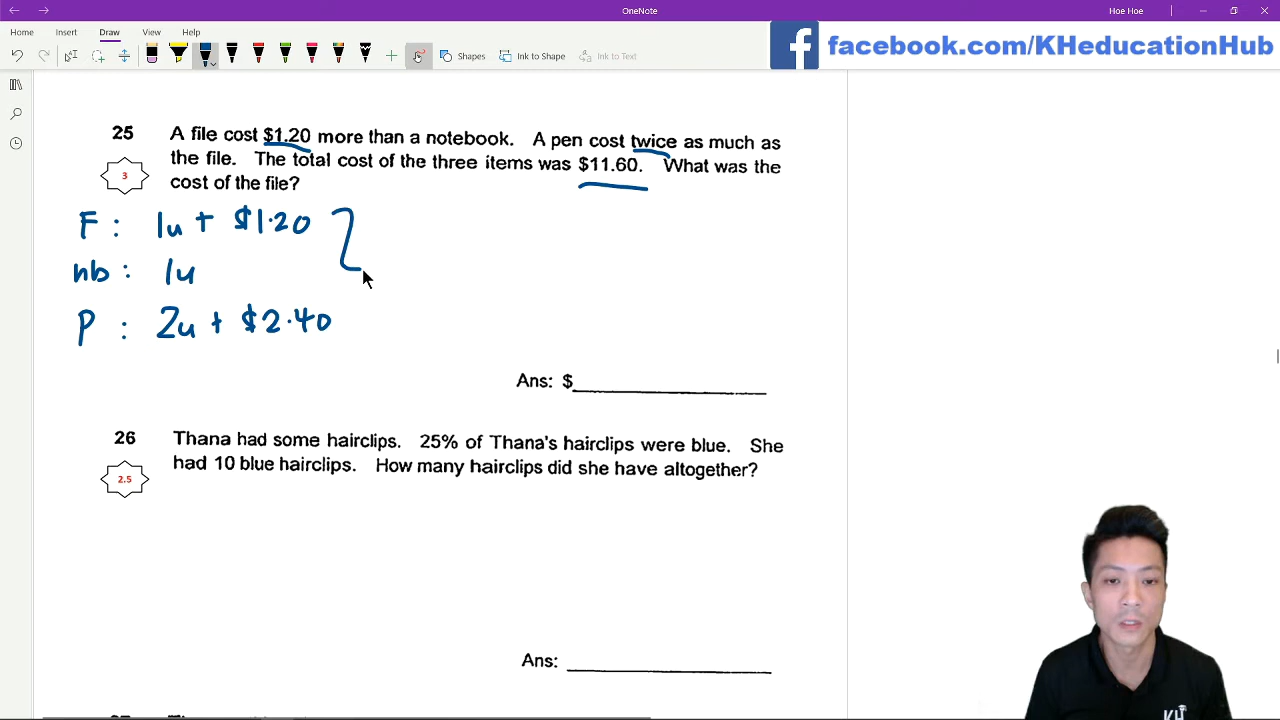 OneNote
Hoe Hoe
Home Insert Draw View Help
Shapes Ink to Shape Ink to Text
facebook.com/KHeducationHub
25 A file cost $1.20 more than a notebook. A pen cost twice as much as
3 the file. The total cost of the three items was $11.60. What was the
cost of the file?
F : 1u + $1.20
nb : 1u
P : 2u + $2.40
Ans: $
26 Thana had some hairclips. 25% of Thana's hairclips were blue. She
2.5 had 10 blue hairclips. How many hairclips did she have altogether?
Ans:
KH